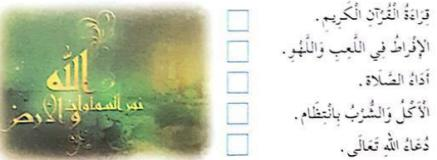 قِرَاءَةُ الْقُرْآنِ الْكَرِيمِ.
الإِفْرَاطُ فِي اللَّعِبِ وَاللَّهْوِ.
أَدَاءُ الصَّلَاةِ.
الْأَكْلُ وَالشُّرْبُ بِانْتِظَامٍ.
دُعَاءُ اللهِ تَعَالَى.
الله
نور السماوات
والأرض